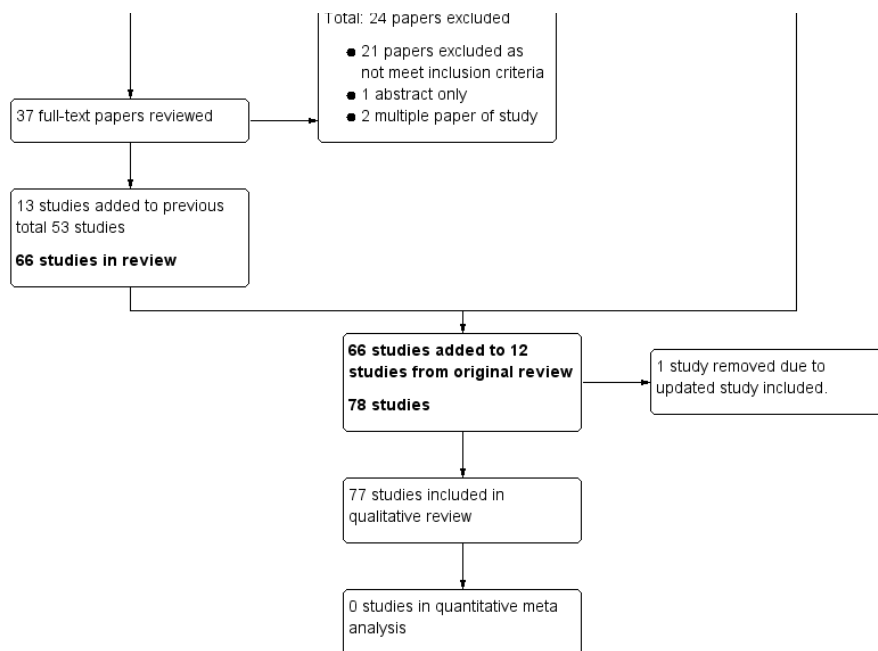 Total: 24 papers excluded
● 21 papers excluded as
not meet inclusion criteria
● 1 abstract only
● 2 multiple paper of study
37 full-text papers reviewed
13 studies added to previous
total 53 studies
66 studies in review
66 studies added to 12
studies from original review
78 studies
1 study removed due to
updated study included.
77 studies included in
qualitative review
0 studies in quantitative meta
analysis